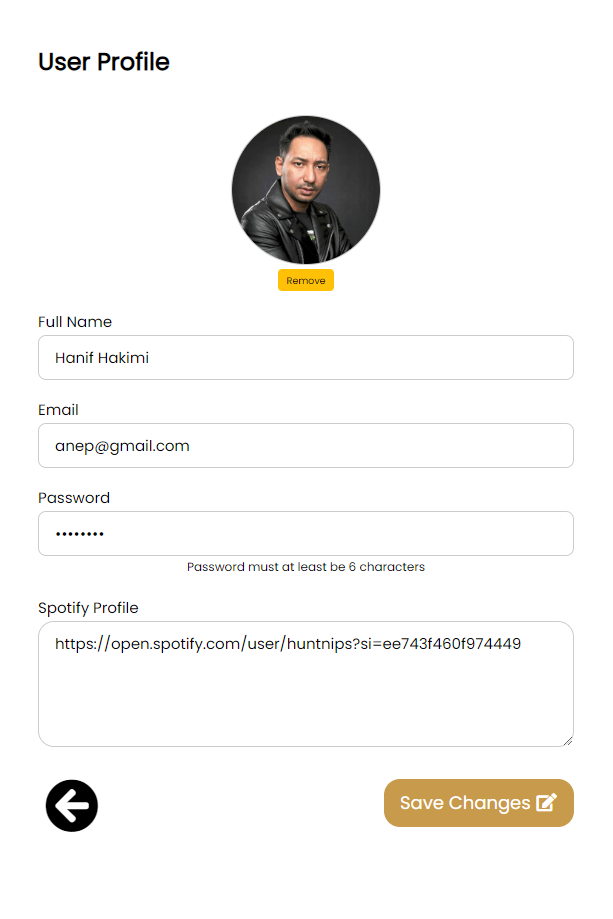 User Profile
Remove
Full Name
Hanif Hakimi
Email
anep@gmail.com
Password
••••••••
Password must at least be 6 characters
Spotify Profile
https://open.spotify.com/user/huntnips?si=ee743f460f974449
Save Changes